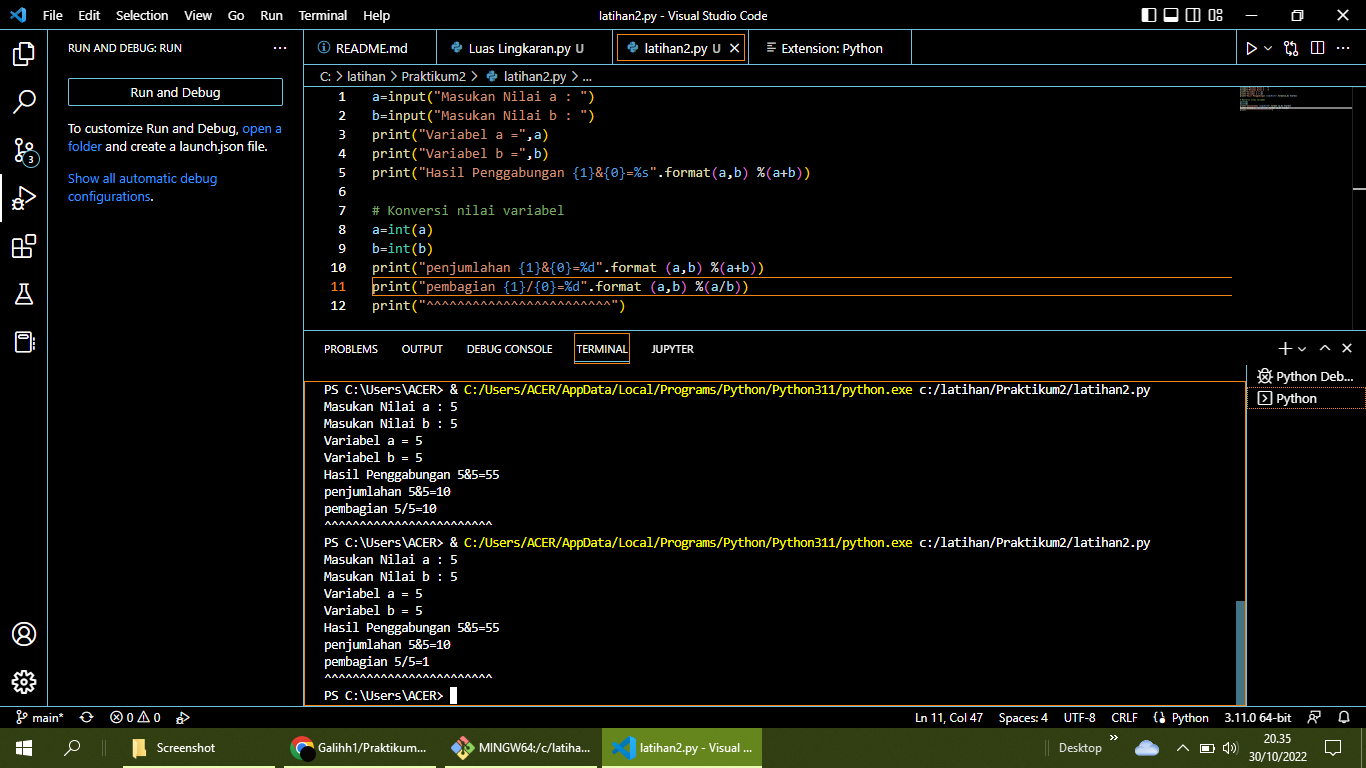 File Edit Selection View Go Run Terminal Help latihan2.py - Visual Studio Code
RUN AND DEBUG: RUN ...
README.md Luas Lingkaran.py U latihan2.py U Extension: Python
C: > latihan > Praktikum2 > latihan2.py > ...
Run and Debug
To customize Run and Debug, open a
folder and create a launch.json file.
Show all automatic debug
configurations.
3
1 a=input("Masukan Nilai a : ")
2 b=input("Masukan Nilai b : ")
3 print("Variabel a =",a)
4 print("Variabel b =",b)
5 print("Hasil Penggabungan {1}&{0}=%s".format(a,b) %(a+b))
6
7 # Konversi nilai variabel
8 a=int(a)
9 b=int(b)
10 print("penjumlahan {1}&{0}=%d".format (a,b) %(a+b))
11 print("pembagian {1}/{0}=%d".format (a,b) %(a/b))
12 print("^^^^^^^^^^^^^^^^^^^^^^^^")
PROBLEMS OUTPUT DEBUG CONSOLE TERMINAL JUPYTER
PS C:\Users\ACER> & C:/Users/ACER/AppData/Local/Programs/Python/Python311/python.exe c:/latihan/Praktikum2/latihan2.py
Masukan Nilai a : 5
Masukan Nilai b : 5
Variabel a = 5
Variabel b = 5
Hasil Penggabungan 5&5=55
penjumlahan 5&5=10
pembagian 5/5=10
^^^^^^^^^^^^^^^^^^^^^^^^
PS C:\Users\ACER> & C:/Users/ACER/AppData/Local/Programs/Python/Python311/python.exe c:/latihan/Praktikum2/latihan2.py
Masukan Nilai a : 5
Masukan Nilai b : 5
Variabel a = 5
Variabel b = 5
Hasil Penggabungan 5&5=55
penjumlahan 5&5=10
pembagian 5/5=1
^^^^^^^^^^^^^^^^^^^^^^^^
PS C:\Users\ACER>
Python Deb...
Python
main* 0 0 Ln 11, Col 47 Spaces: 4 UTF-8 CRLF Python 3.11.0 64-bit
Screenshot Galihh1/Praktikum... MINGW64:/c/latiha... latihan2.py - Visual ... Desktop 20.35
30/10/2022